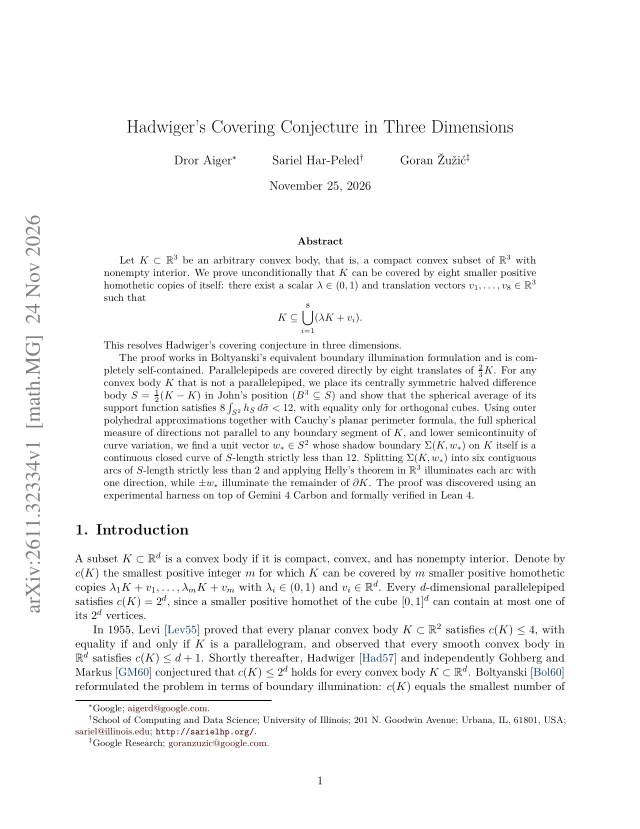 Hadwiger's Covering Conjecture in Three Dimensions
Dror Aiger* Sariel Har-Peled† Goran Žužić‡
November 25, 2026
arXiv:2611.32334v1 [math.MG] 24 Nov 2026
Abstract
Let K ⊂ ℝ³ be an arbitrary convex body, that is, a compact convex subset of ℝ³ with
nonempty interior. We prove unconditionally that K can be covered by eight smaller positive
homothetic copies of itself: there exist a scalar λ ∈ (0, 1) and translation vectors v₁, . . . , v₈ ∈ ℝ³
such that
K ⊆ ⋃_{i=1}^{8} (λK + vᵢ).
This resolves Hadwiger's covering conjecture in three dimensions.
The proof works in Boltyanski's equivalent boundary illumination formulation and is com-
pletely self-contained. Parallelepipeds are covered directly by eight translates of ⅔K. For any
convex body K that is not a parallelepiped, we place its centrally symmetric halved difference
body S = ½(K − K) in John's position (B³ ⊆ S) and show that the spherical average of its
support function satisfies 8 ∫_{S²} h_S dσ̃ < 12, with equality only for orthogonal cubes. Using outer
polyhedral approximations together with Cauchy's planar perimeter formula, the full spherical
measure of directions not parallel to any boundary segment of K, and lower semicontinuity of
curve variation, we find a unit vector w⁎ ∈ S² whose shadow boundary Σ(K, w⁎) on K itself is a
continuous closed curve of S-length strictly less than 12. Splitting Σ(K, w⁎) into six contiguous
arcs of S-length strictly less than 2 and applying Helly's theorem in ℝ³ illuminates each arc with
one direction, while ±w⁎ illuminate the remainder of ∂K. The proof was discovered using an
experimental harness on top of Gemini 4 Carbon and formally verified in Lean 4.
1. Introduction
A subset K ⊂ ℝᵈ is a convex body if it is compact, convex, and has nonempty interior. Denote by
c(K) the smallest positive integer m for which K can be covered by m smaller positive homothetic
copies λ₁K + v₁, . . . , λₘK + vₘ with λᵢ ∈ (0, 1) and vᵢ ∈ ℝᵈ. Every d-dimensional parallelepiped
satisfies c(K) = 2ᵈ, since a smaller positive homothet of the cube [0, 1]ᵈ can contain at most one of
its 2ᵈ vertices.
In 1955, Levi [Lev55] proved that every planar convex body K ⊂ ℝ² satisfies c(K) ≤ 4, with
equality if and only if K is a parallelogram, and observed that every smooth convex body in
ℝᵈ satisfies c(K) ≤ d + 1. Shortly thereafter, Hadwiger [Had57] and independently Gohberg and
Markus [GM60] conjectured that c(K) ≤ 2ᵈ holds for every convex body K ⊂ ℝᵈ. Boltyanski [Bol60]
reformulated the problem in terms of boundary illumination: c(K) equals the smallest number of
*Google; aigerd@google.com.
†School of Computing and Data Science; University of Illinois; 201 N. Goodwin Avenue; Urbana, IL, 61801, USA;
sariel@illinois.edu; http://sarielhp.org/.
‡Google Research; goranzuzic@google.com.
1